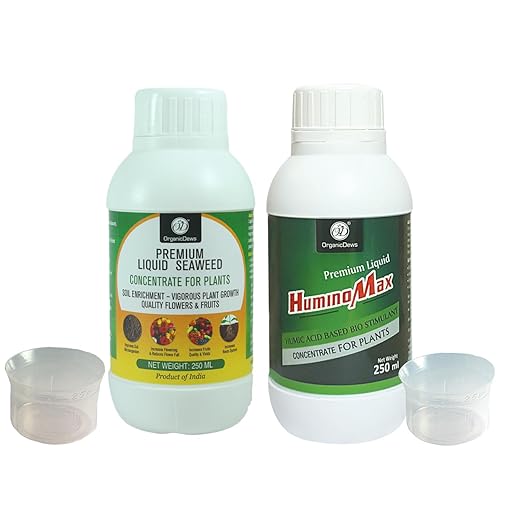 OrganicDews
PREMIUM
LIQUID SEAWEED
CONCENTRATE FOR PLANTS
SOIL ENRICHMENT – VIGOROUS PLANT GROWTH
QUALITY FLOWERS & FRUITS
NET WEIGHT: 250 ML
Product of India
OrganicDews
Premium Liquid
HuminoMax
HUMIC ACID BASED BIO STIMULANT
CONCENTRATE FOR PLANTS
Net Weight
250 ml